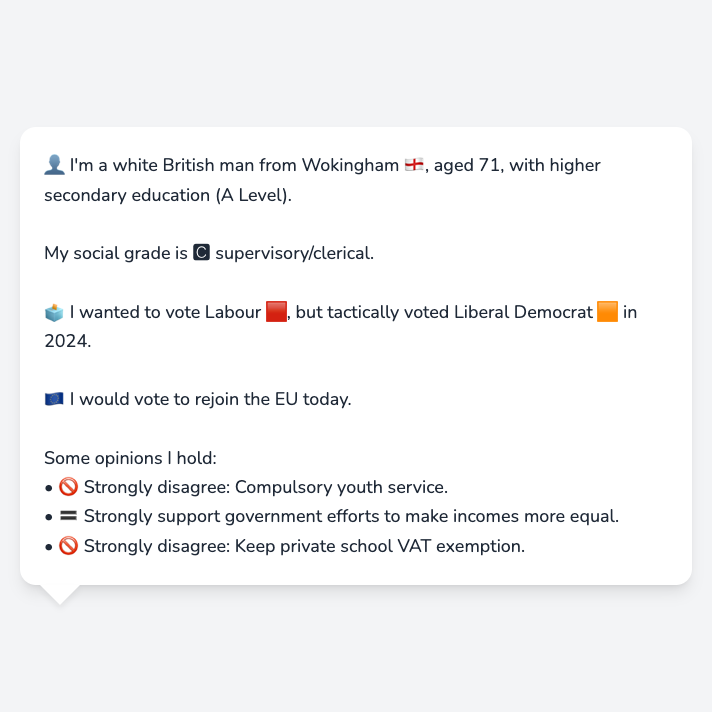 👤 I'm a white British man from Wokingham 🏴󠁧󠁢󠁥󠁮󠁧󠁿, aged 71, with higher
secondary education (A Level).
My social grade is 🅲 supervisory/clerical.
🗳️ I wanted to vote Labour 🟥, but tactically voted Liberal Democrat 🟧 in
2024.
🇪🇺 I would vote to rejoin the EU today.
Some opinions I hold:
• 🚫 Strongly disagree: Compulsory youth service.
• 🟰 Strongly support government efforts to make incomes more equal.
• 🚫 Strongly disagree: Keep private school VAT exemption.